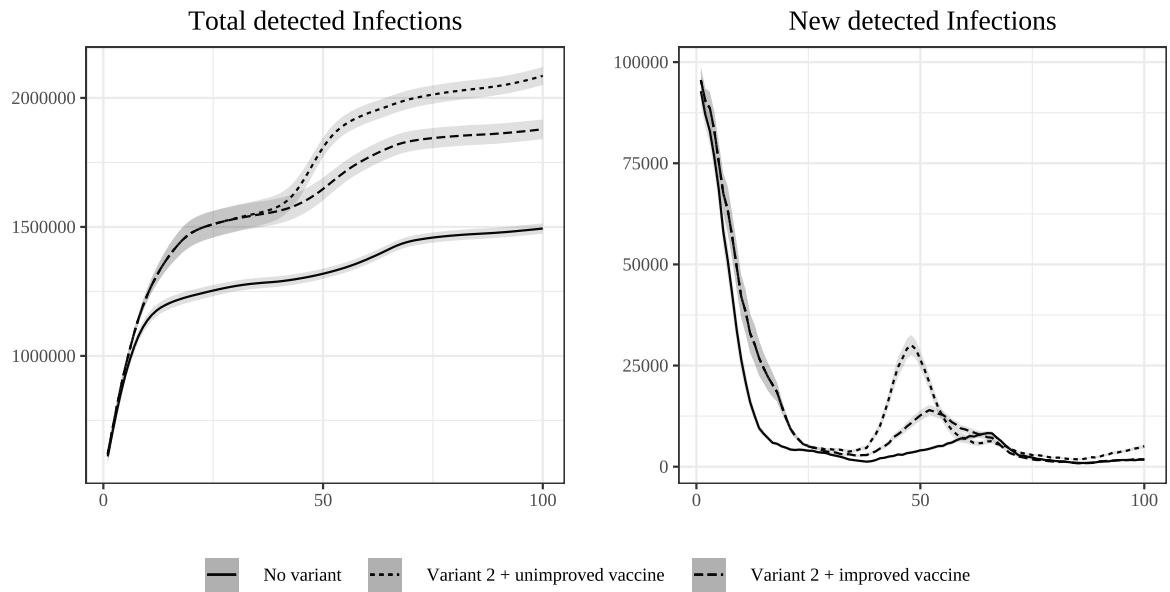 Total detected Infections
New detected Infections
2000000
1500000
1000000
0 50 100
100000
75000
50000
25000
0
0 50 100
No variant
Variant 2 + unimproved vaccine
Variant 2 + improved vaccine